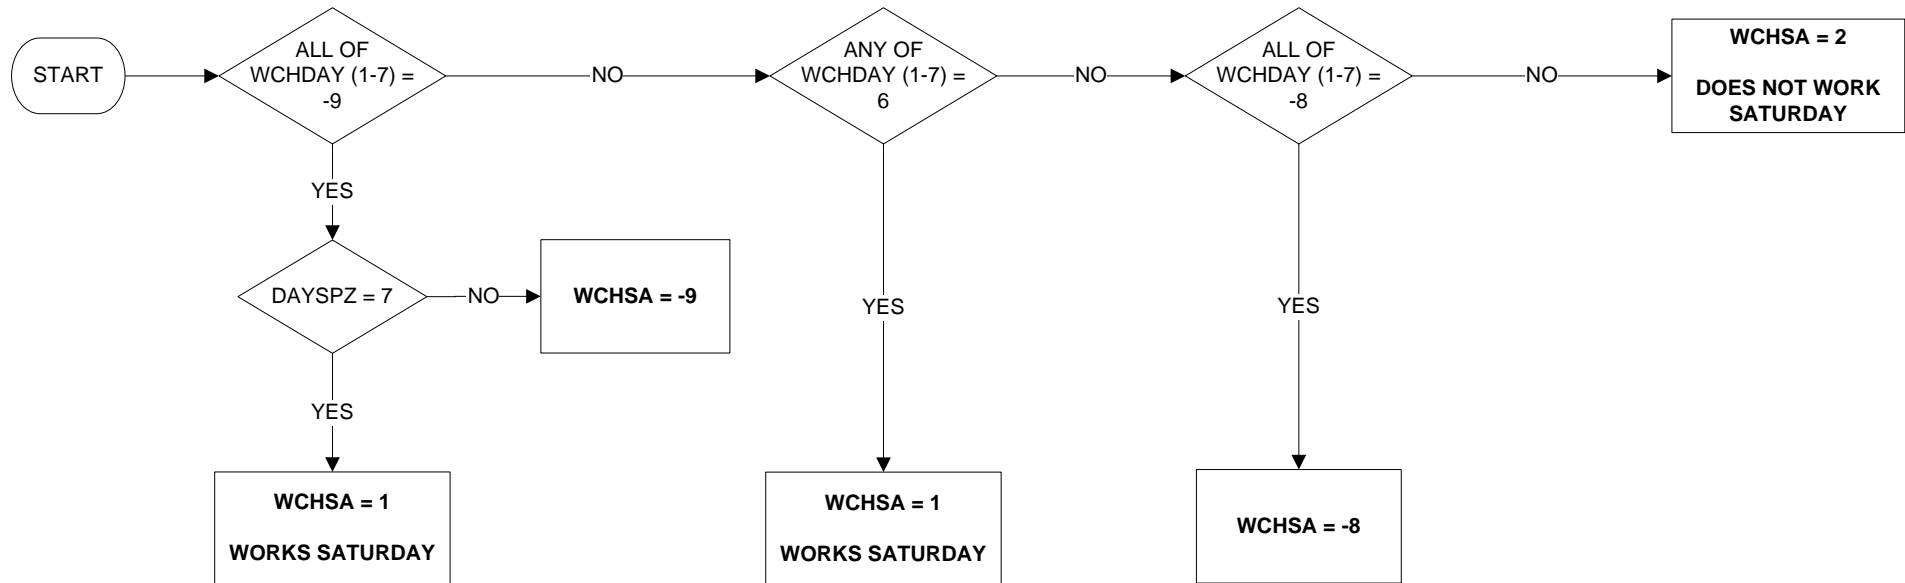 START
ALL OF
WCHDAY (1-7) =
-9
NO
ANY OF
WCHDAY (1-7) =
6
NO
ALL OF
WCHDAY (1-7) =
-8
NO
WCHSA = 2
DOES NOT WORK
SATURDAY
YES
DAYSPZ = 7
NO
WCHSA = -9
YES
YES
YES
WCHSA = 1
WORKS SATURDAY
WCHSA = 1
WORKS SATURDAY
WCHSA = -8